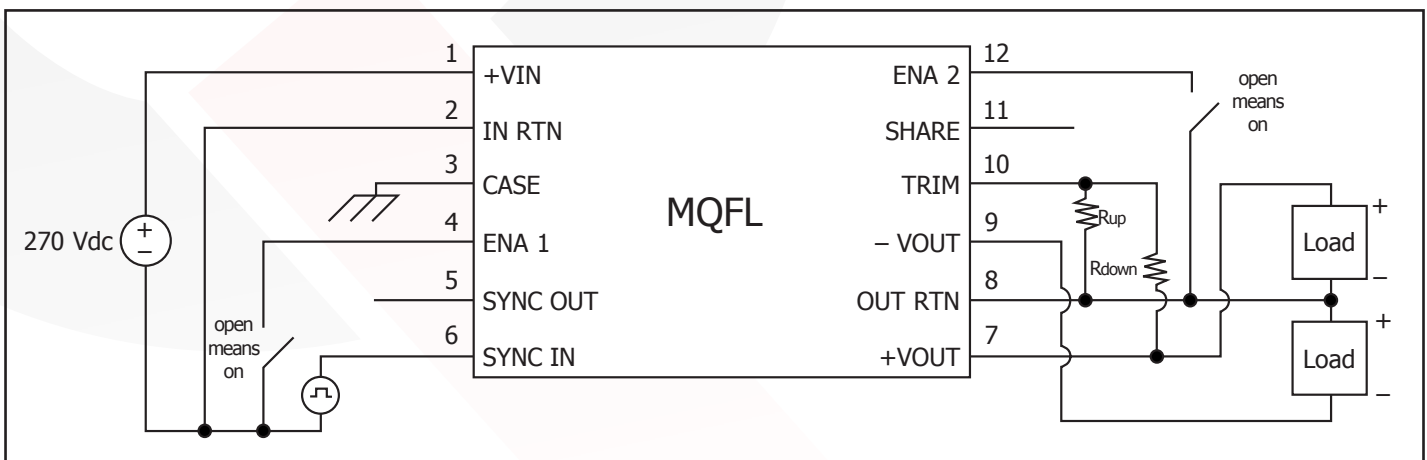 1
+VIN
2
IN RTN
3
CASE
4
ENA 1
5
SYNC OUT
6
SYNC IN
270 Vdc
+
−
open
means
on
MQFL
12
ENA 2
11
SHARE
10
TRIM
9
– VOUT
8
OUT RTN
7
+VOUT
Rup
Rdown
open
means
on
Load
+
−
Load
+
−